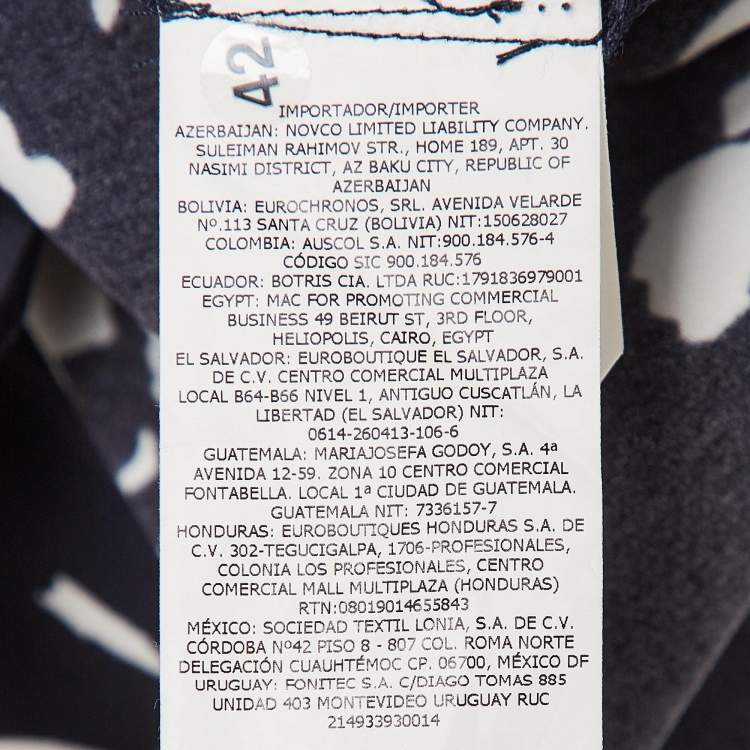 42
IMPORTADOR/IMPORTER
AZERBAIJAN: NOVCO LIMITED LIABILITY COMPANY.
SULEIMAN RAHIMOV STR., HOME 189, APT. 30
NASIMI DISTRICT, AZ BAKU CITY, REPUBLIC OF
AZERBAIJAN
BOLIVIA: EUROCHRONOS, SRL. AVENIDA VELARDE
Nº.113 SANTA CRUZ (BOLIVIA) NIT:150628027
COLOMBIA: AUSCOL S.A. NIT:900.184.576-4
CÓDIGO SIC 900.184.576
ECUADOR: BOTRIS CIA. LTDA RUC:1791836979001
EGYPT: MAC FOR PROMOTING COMMERCIAL
BUSINESS 49 BEIRUT ST, 3RD FLOOR,
HELIOPOLIS, CAIRO, EGYPT
EL SALVADOR: EUROBOUTIQUE EL SALVADOR, S.A.
DE C.V. CENTRO COMERCIAL MULTIPLAZA
LOCAL B64-B66 NIVEL 1, ANTIGUO CUSCATLÁN, LA
LIBERTAD (EL SALVADOR) NIT:
0614-260413-106-6
GUATEMALA: MARIAJOSEFA GODOY, S.A. 4ª
AVENIDA 12-59. ZONA 10 CENTRO COMERCIAL
FONTABELLA. LOCAL 1ª CIUDAD DE GUATEMALA.
GUATEMALA NIT: 7336157-7
HONDURAS: EUROBOUTIQUES HONDURAS S.A. DE
C.V. 302-TEGUCIGALPA, 1706-PROFESIONALES,
COLONIA LOS PROFESIONALES, CENTRO
COMERCIAL MALL MULTIPLAZA (HONDURAS)
RTN:08019014655843
MÉXICO: SOCIEDAD TEXTIL LONIA, S.A. DE C.V.
CÓRDOBA Nº42 PISO 8 - 807 COL. ROMA NORTE
DELEGACIÓN CUAUHTÉMOC CP. 06700, MÉXICO DF
URUGUAY: FONITEC S.A. C/DIAGO TOMAS 885
UNIDAD 403 MONTEVIDEO URUGUAY RUC
214933930014